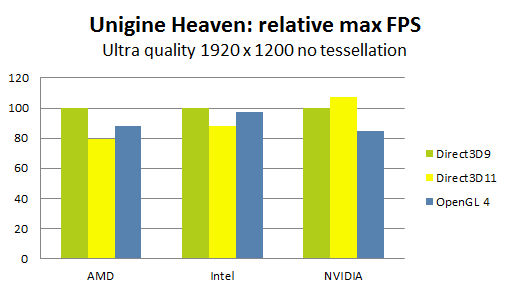 Unigine Heaven: relative max FPS
Ultra quality 1920 x 1200 no tessellation
120
100
80
60
40
20
0
AMD
Intel
NVIDIA
Direct3D9
Direct3D11
OpenGL 4